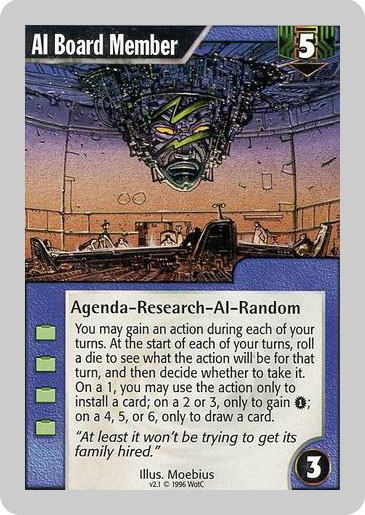 AI Board Member
5
Agenda-Research-AI-Random
You may gain an action during each of your
turns. At the start of each of your turns, roll
a die to see what the action will be for that
turn, and then decide whether to take it.
On a 1, you may use the action only to
install a card; on a 2 or 3, only to gain 1;
on a 4, 5, or 6, only to draw a card.
“At least it won’t be trying to get its
family hired.”
Illus. Moebius
v2.1 © 1996 WotC
3